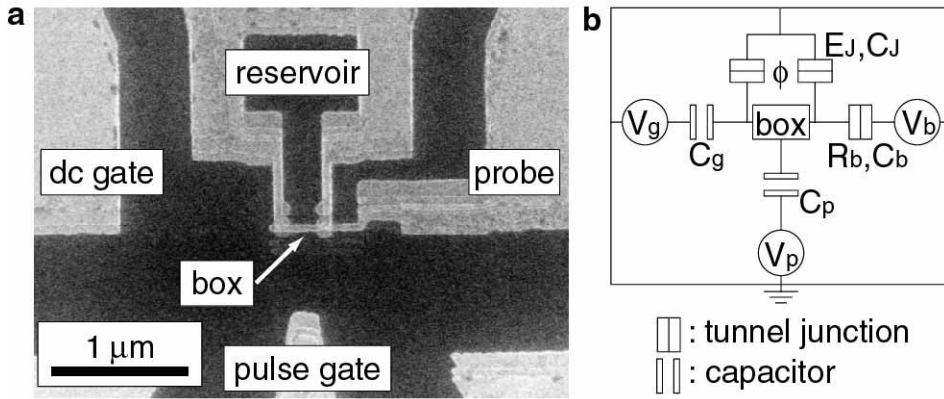 a
reservoir
dc gate
probe
box
1 μm
pulse gate
b
EJ,CJ
ϕ
Vg
Cg
box
Rb,Cb
Vb
Cp
Vp
: tunnel junction
: capacitor